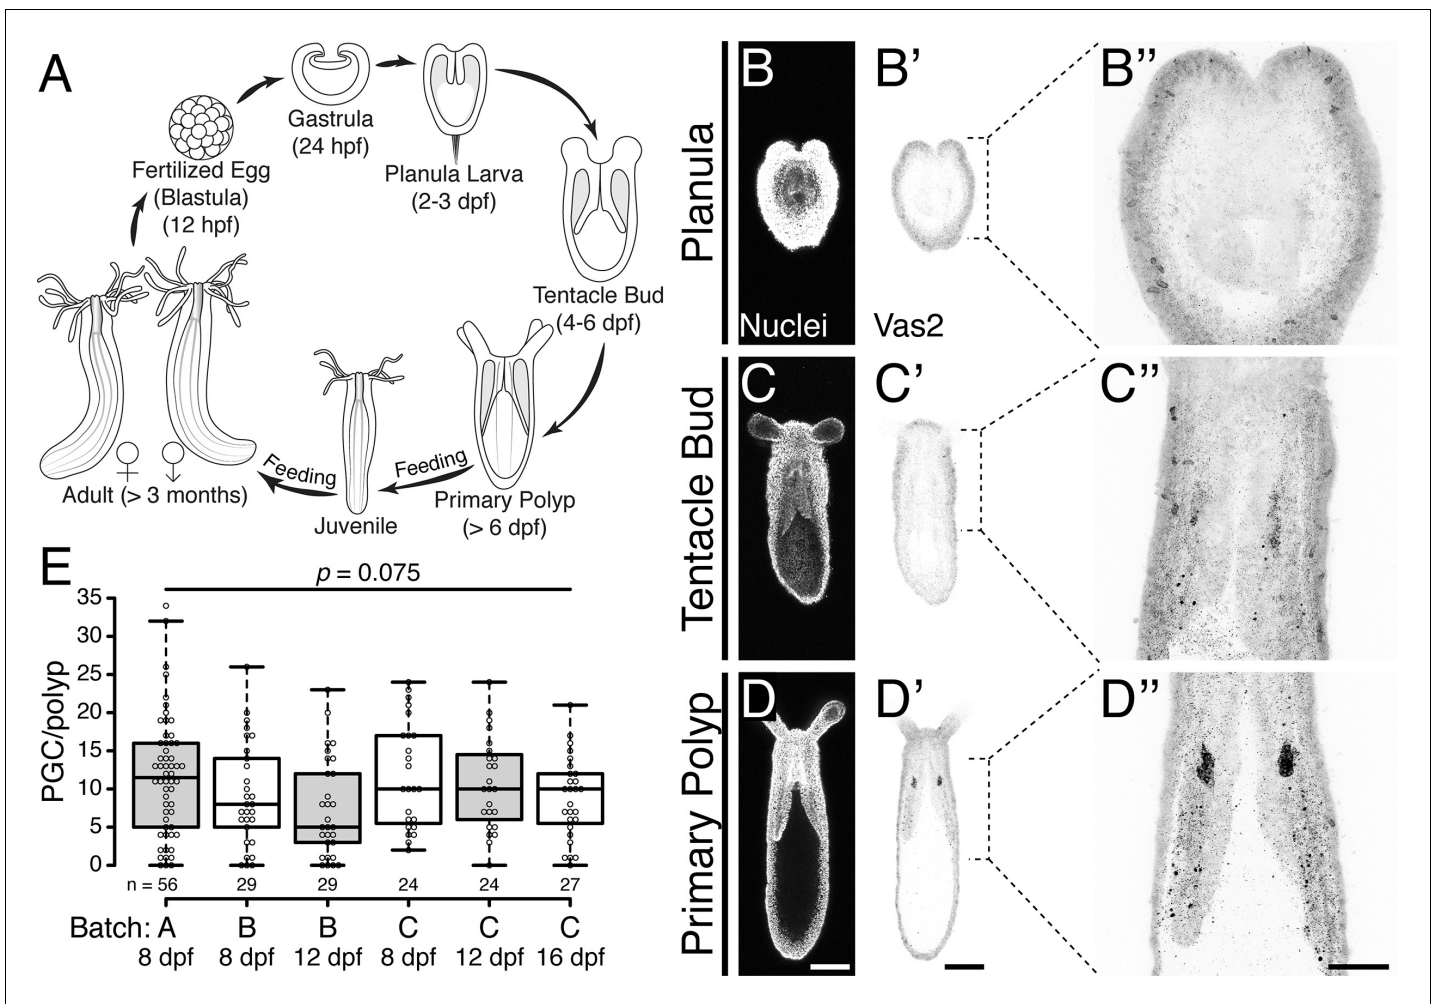 A
Gastrula
(24 hpf)
Fertilized Egg
(Blastula)
(12 hpf)
Planula Larva
(2-3 dpf)
Tentacle Bud
(4-6 dpf)
Feeding
Feeding
Primary Polyp
(> 6 dpf)
Juvenile
♀ ♂
Adult (> 3 months)
Planula
B
B’
B’’
Nuclei
Vas2
Tentacle Bud
C
C’
C’’
Primary Polyp
D
D’
D’’
E
p = 0.075
PGC/polyp
35
30
25
20
15
10
5
0
n = 56 29 29 24 24 27
Batch: A B B C C C
8 dpf 8 dpf 12 dpf 8 dpf 12 dpf 16 dpf